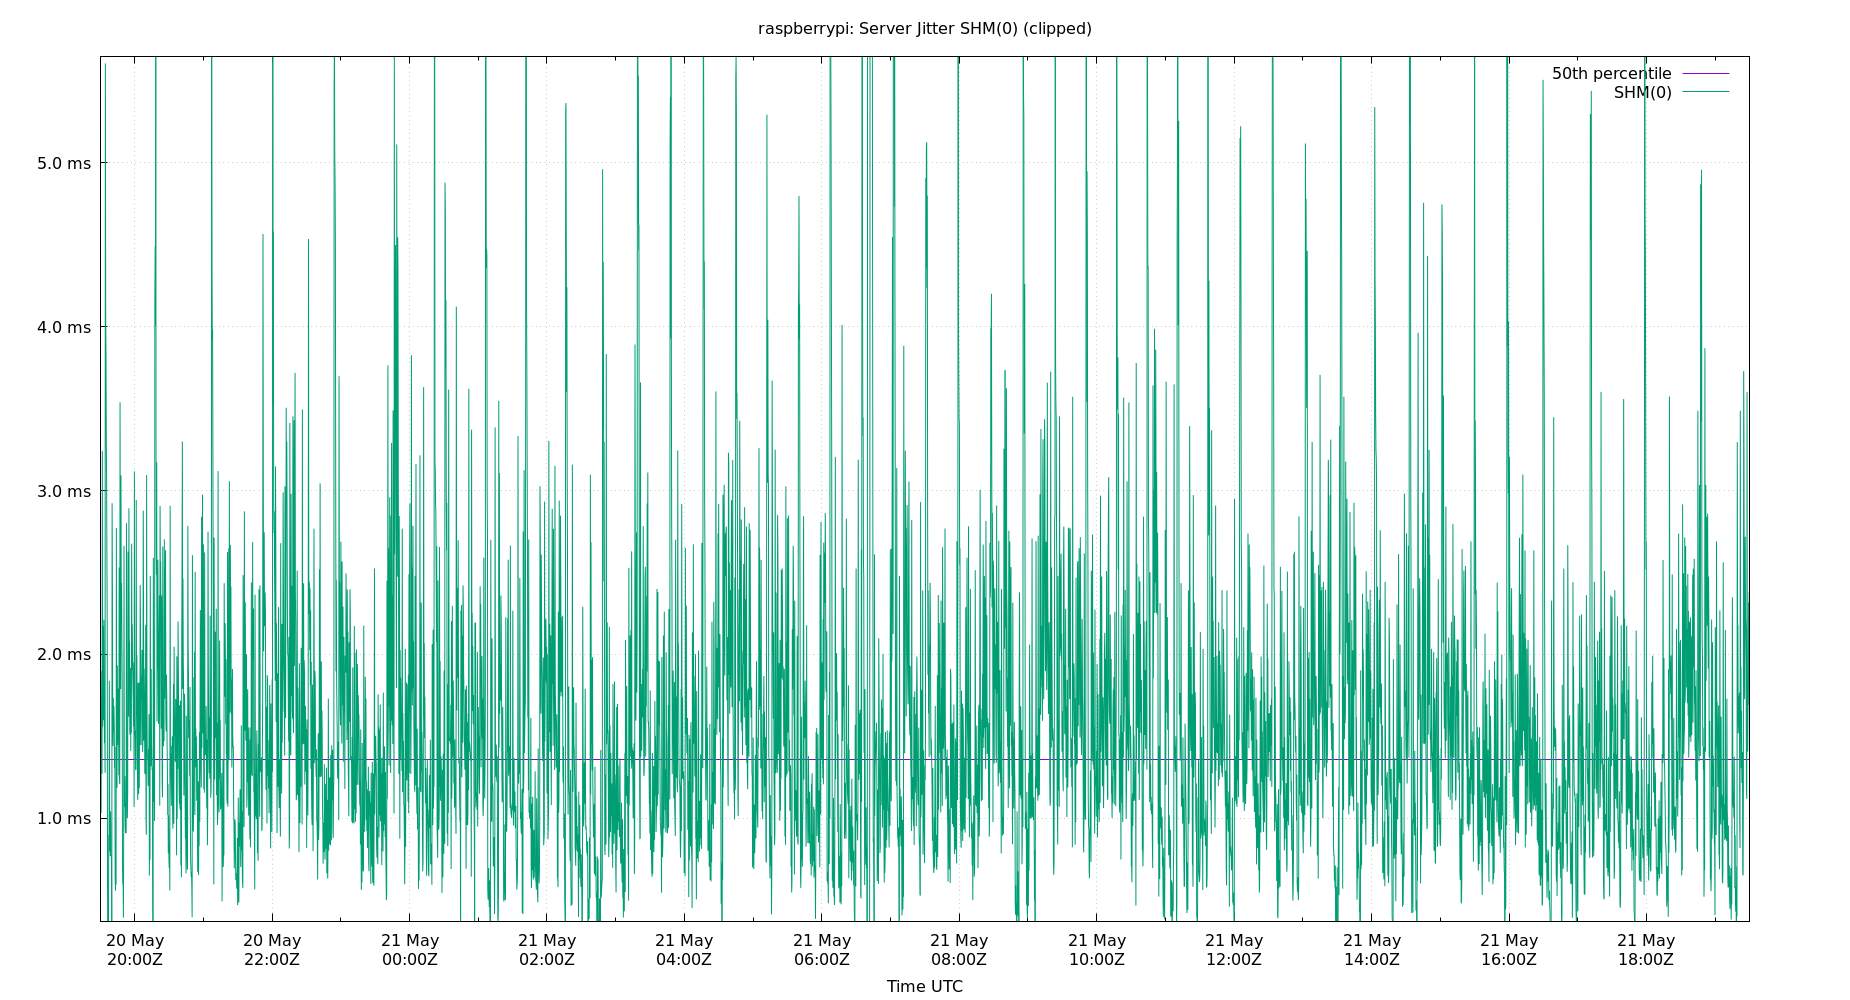 raspberrypi: Server Jitter SHM(0) (clipped)
50th percentile
SHM(0)
5.0 ms
4.0 ms
3.0 ms
2.0 ms
1.0 ms
20 May 20 May 21 May 21 May 21 May 21 May 21 May 21 May 21 May 21 May 21 May 21 May
20:00Z 22:00Z 00:00Z 02:00Z 04:00Z 06:00Z 08:00Z 10:00Z 12:00Z 14:00Z 16:00Z 18:00Z
Time UTC